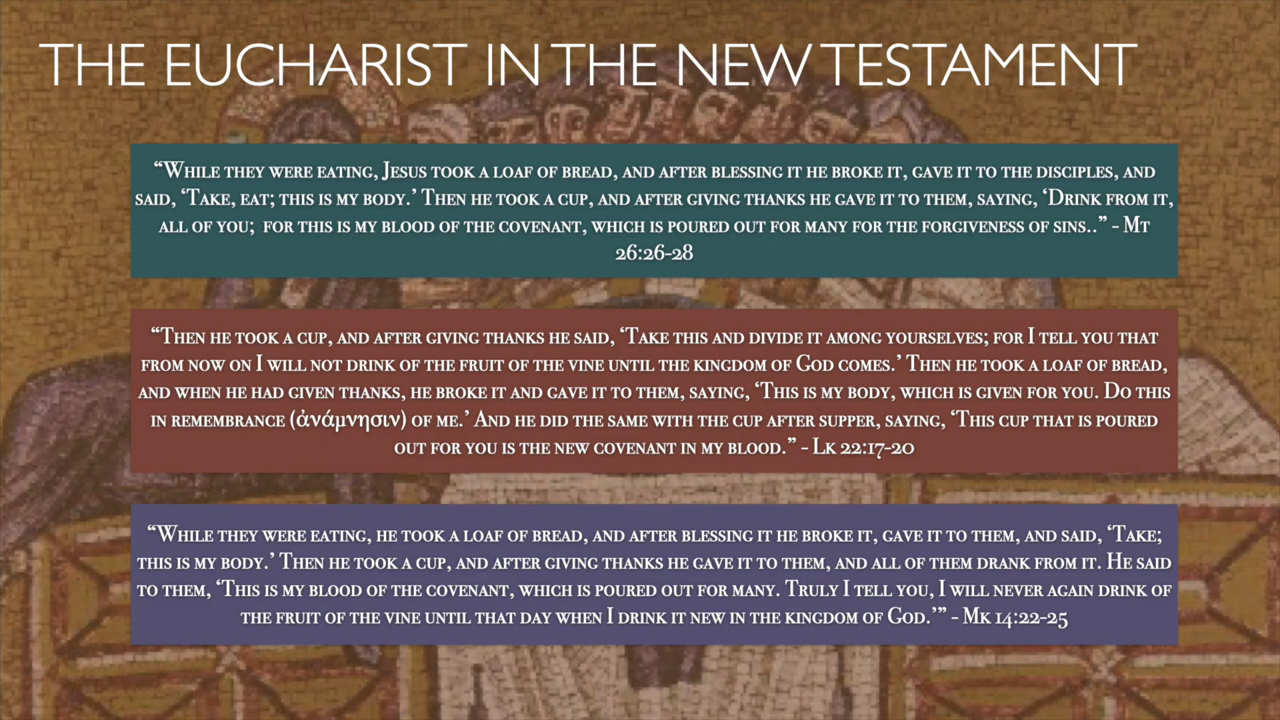 THE EUCHARIST IN THE NEW TESTAMENT
“While they were eating, Jesus took a loaf of bread, and after blessing it he broke it, gave it to the disciples, and
said, ‘Take, eat; this is my body.’ Then he took a cup, and after giving thanks he gave it to them, saying, ‘Drink from it,
all of you;  for this is my blood of the covenant, which is poured out for many for the forgiveness of sins..” - Mt
26:26-28
“Then he took a cup, and after giving thanks he said, ‘Take this and divide it among yourselves; for I tell you that
from now on I will not drink of the fruit of the vine until the kingdom of God comes.’ Then he took a loaf of bread,
and when he had given thanks, he broke it and gave it to them, saying, ‘This is my body, which is given for you. Do this
in remembrance (ἀνάμνησιν) of me.’ And he did the same with the cup after supper, saying, ‘This cup that is poured
out for you is the new covenant in my blood.” - Lk 22:17-20
“While they were eating, he took a loaf of bread, and after blessing it he broke it, gave it to them, and said, ‘Take;
this is my body.’ Then he took a cup, and after giving thanks he gave it to them, and all of them drank from it. He said
to them, ‘This is my blood of the covenant, which is poured out for many. Truly I tell you, I will never again drink of
the fruit of the vine until that day when I drink it new in the kingdom of God.’” - Mk 14:22-25